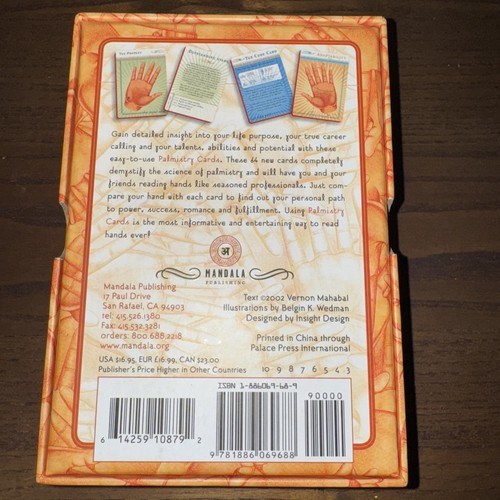 Gain detailed insight into your life purpose, your true career
calling and your talents, abilities and potential with these
easy-to-use Palmistry Cards. These 64 new cards completely
demystify the science of palmistry and will have you and your
friends reading hands like seasoned professionals. Just com-
pare your hand with each card to find out your personal path
to power, success, romance and fulfillment. Using Palmistry
Cards is the most informative and entertaining way to read
hands ever!
MANDALA
PUBLISHING
Mandala Publishing
17 Paul Drive
San Rafael, CA 94903
tel: 415.526.1380
Fax: 415.532.3281
orders: 800.688.2218
www.mandala.org
USA $16.95, EUR £16.99, CAN $23.00
Publisher's Price Higher in Other Countries
Text ©2002 Vernon Mahabal
Illustrations by Belgin K. Wedman
Designed by Insight Design
Printed in China through
Palace Press International
10 9 8 7 6 5 4 3
ISBN 1-886069-68-9
90000
6 14259 10879 2
9 781886 069688